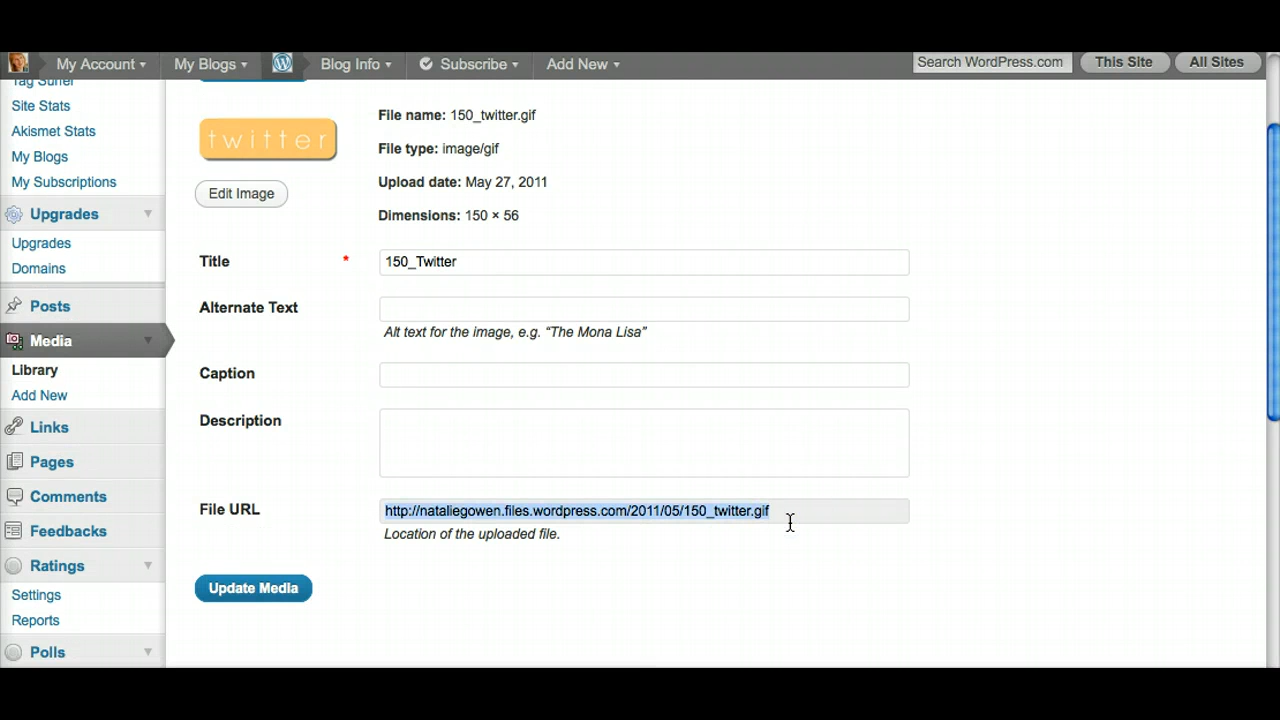 My Account My Blogs Blog Info Subscribe Add New Search WordPress.com This Site All Sites
Tag Surfer
Site Stats
Akismet Stats
My Blogs
My Subscriptions
Upgrades
Upgrades
Domains
Posts
Media
Library
Add New
Links
Pages
Comments
Feedbacks
Ratings
Settings
Reports
Polls
twitter
Edit Image
File name: 150_twitter.gif
File type: image/gif
Upload date: May 27, 2011
Dimensions: 150 × 56
Title * 150_Twitter
Alternate Text
Alt text for the image, e.g. “The Mona Lisa”
Caption
Description
File URL http://nataliegowen.files.wordpress.com/2011/05/150_twitter.gif
Location of the uploaded file.
Update Media